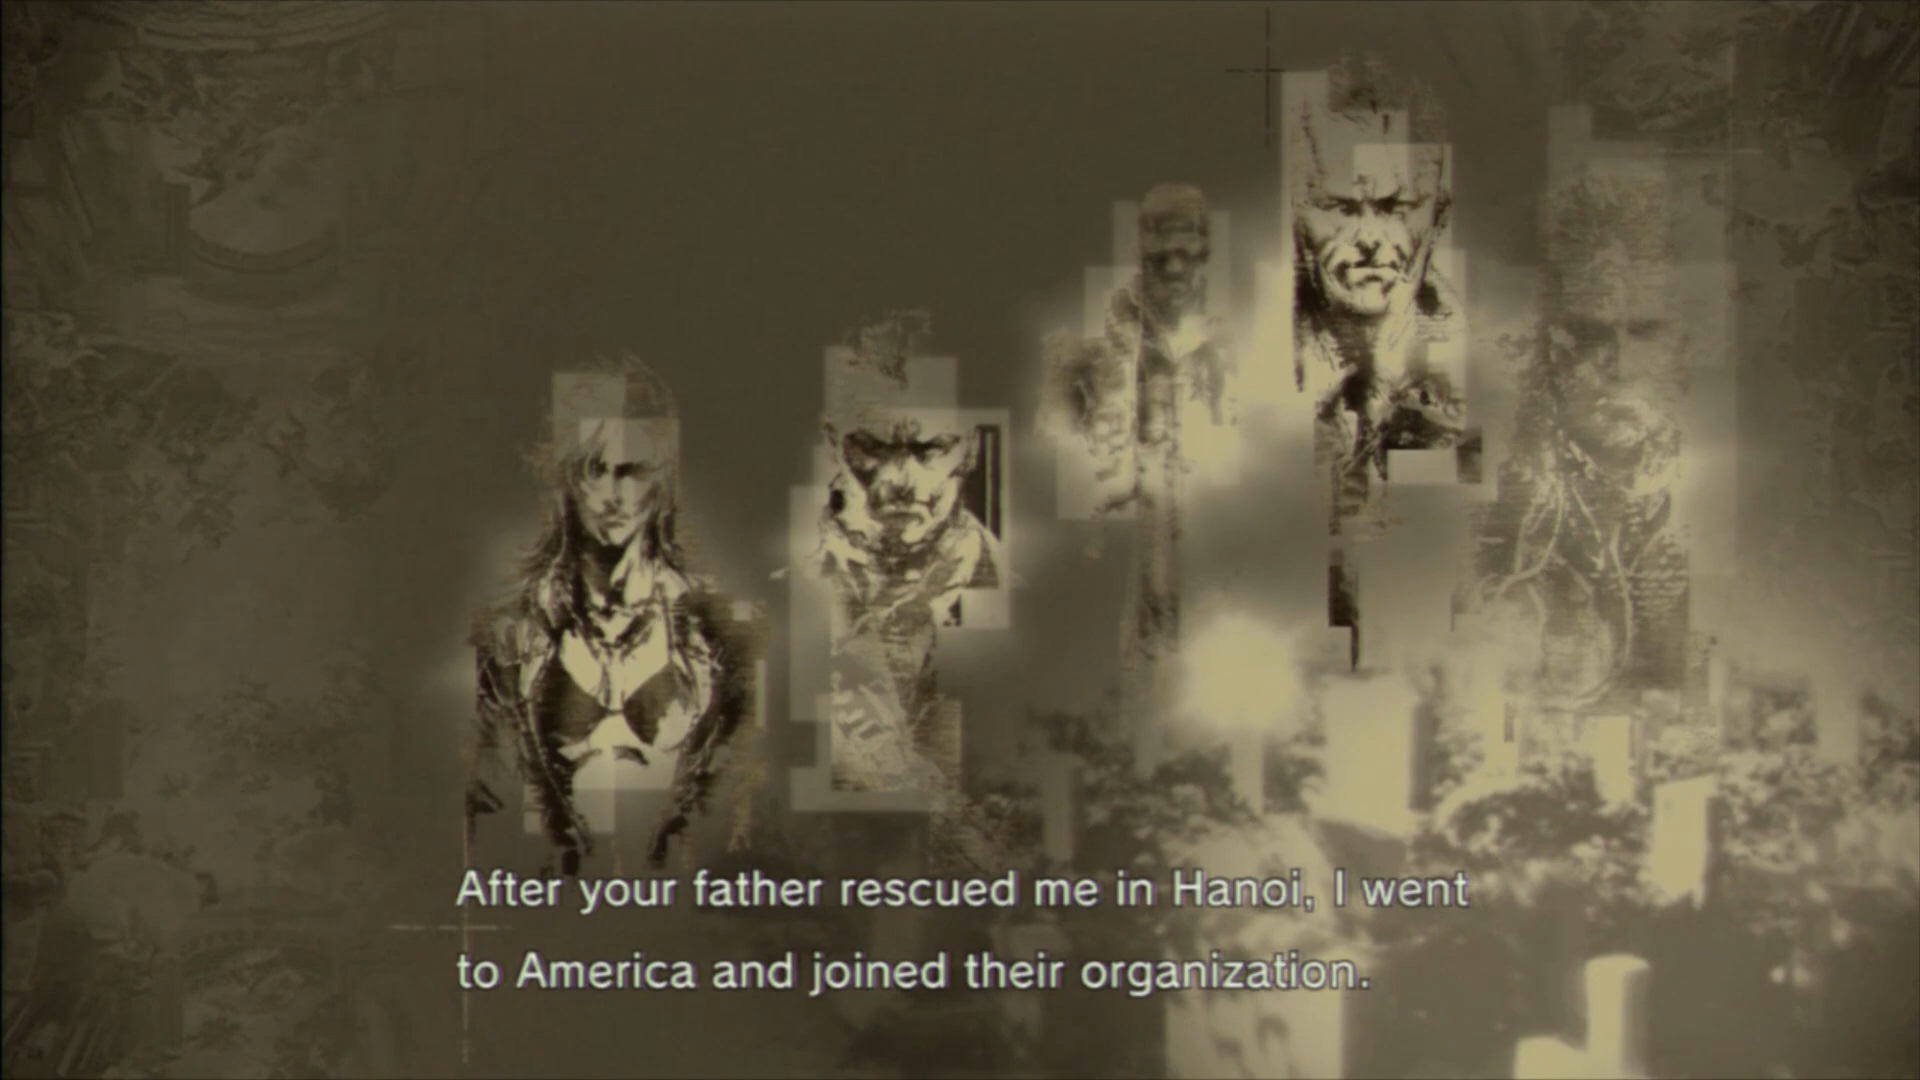 After your father rescued me in Hanoi, I went
to America and joined their organization.